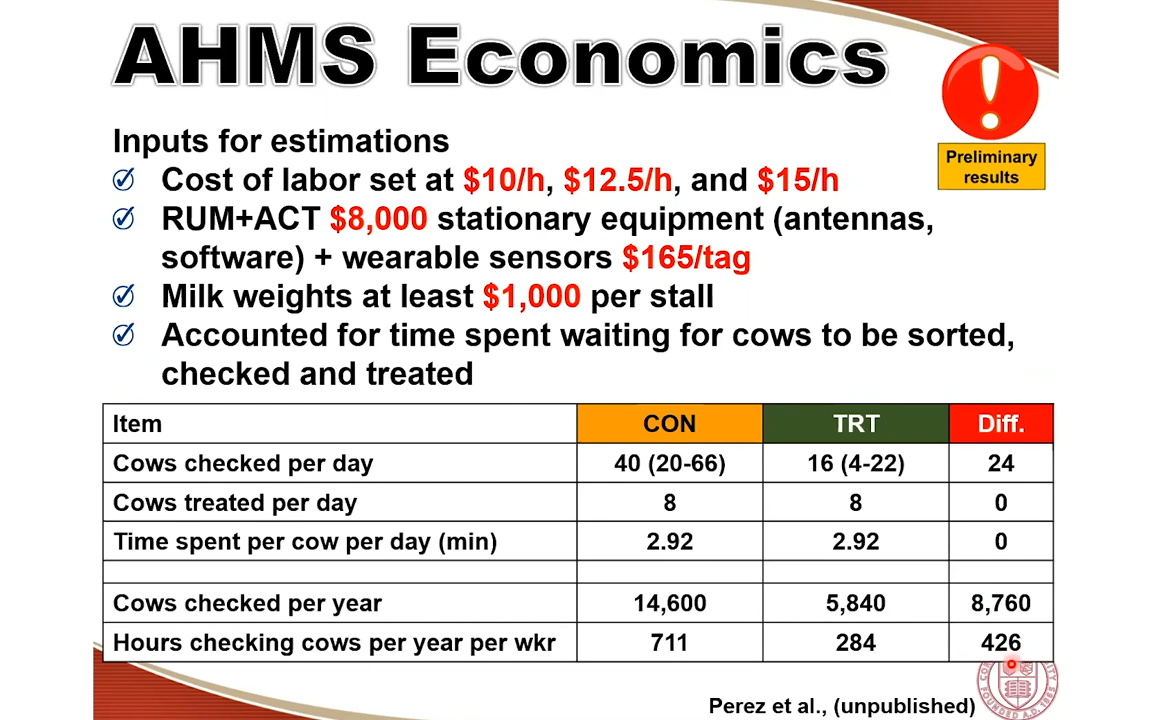 AHMS Economics
Preliminary
results
Inputs for estimations
Cost of labor set at $10/h, $12.5/h, and $15/h
RUM+ACT $8,000 stationary equipment (antennas,
software) + wearable sensors $165/tag
Milk weights at least $1,000 per stall
Accounted for time spent waiting for cows to be sorted,
checked and treated
Item CON TRT Diff.
Cows checked per day 40 (20-66) 16 (4-22) 24
Cows treated per day 8 8 0
Time spent per cow per day (min) 2.92 2.92 0
Cows checked per year 14,600 5,840 8,760
Hours checking cows per year per wkr 711 284 426
FOUNDED A.D. 1865
Perez et al., (unpublished)